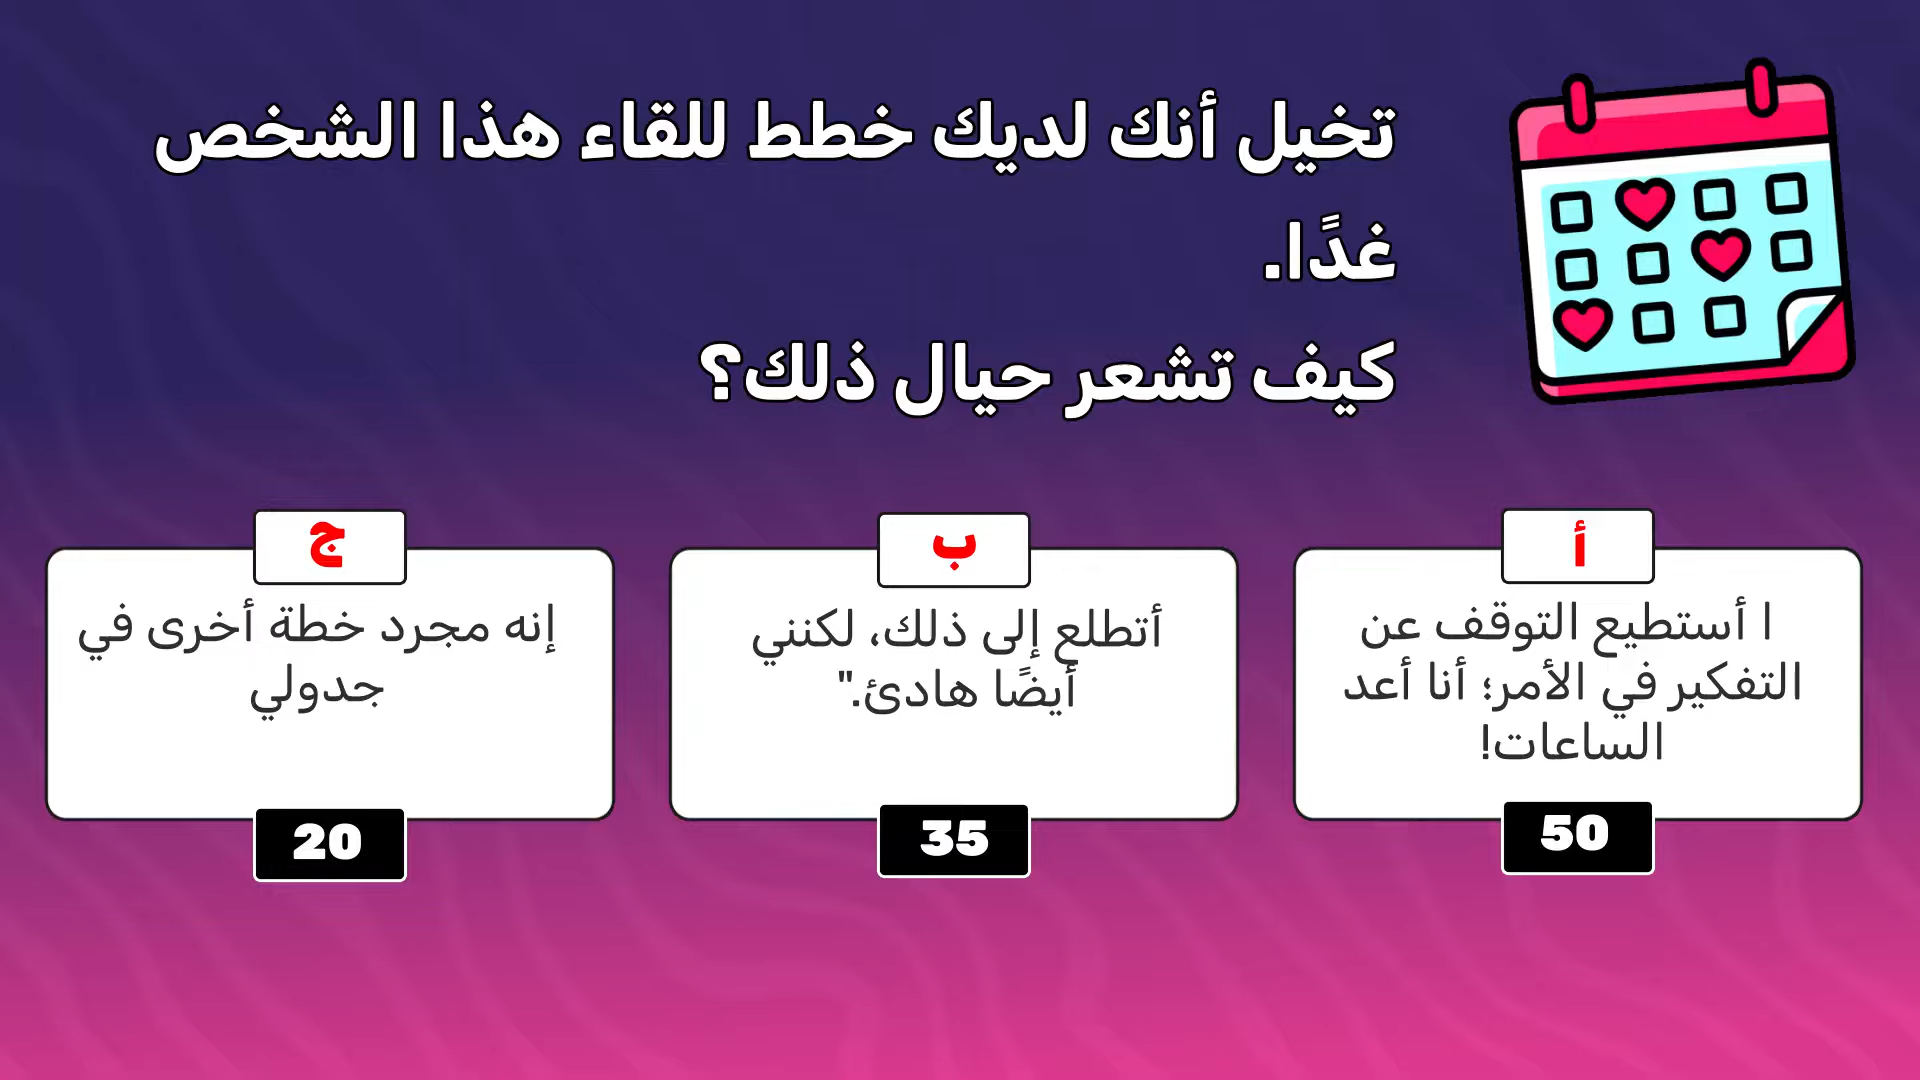 تخيل أنك لديك خطط للقاء هذا الشخص
غدًا.
كيف تشعر حيال ذلك؟
أ
ا أستطيع التوقف عن
التفكير في الأمر؛ أنا أعد
الساعات!
50
ب
أتطلع إلى ذلك، لكنني
أيضًا هادئ."
35
ج
إنه مجرد خطة أخرى في
جدولي
20